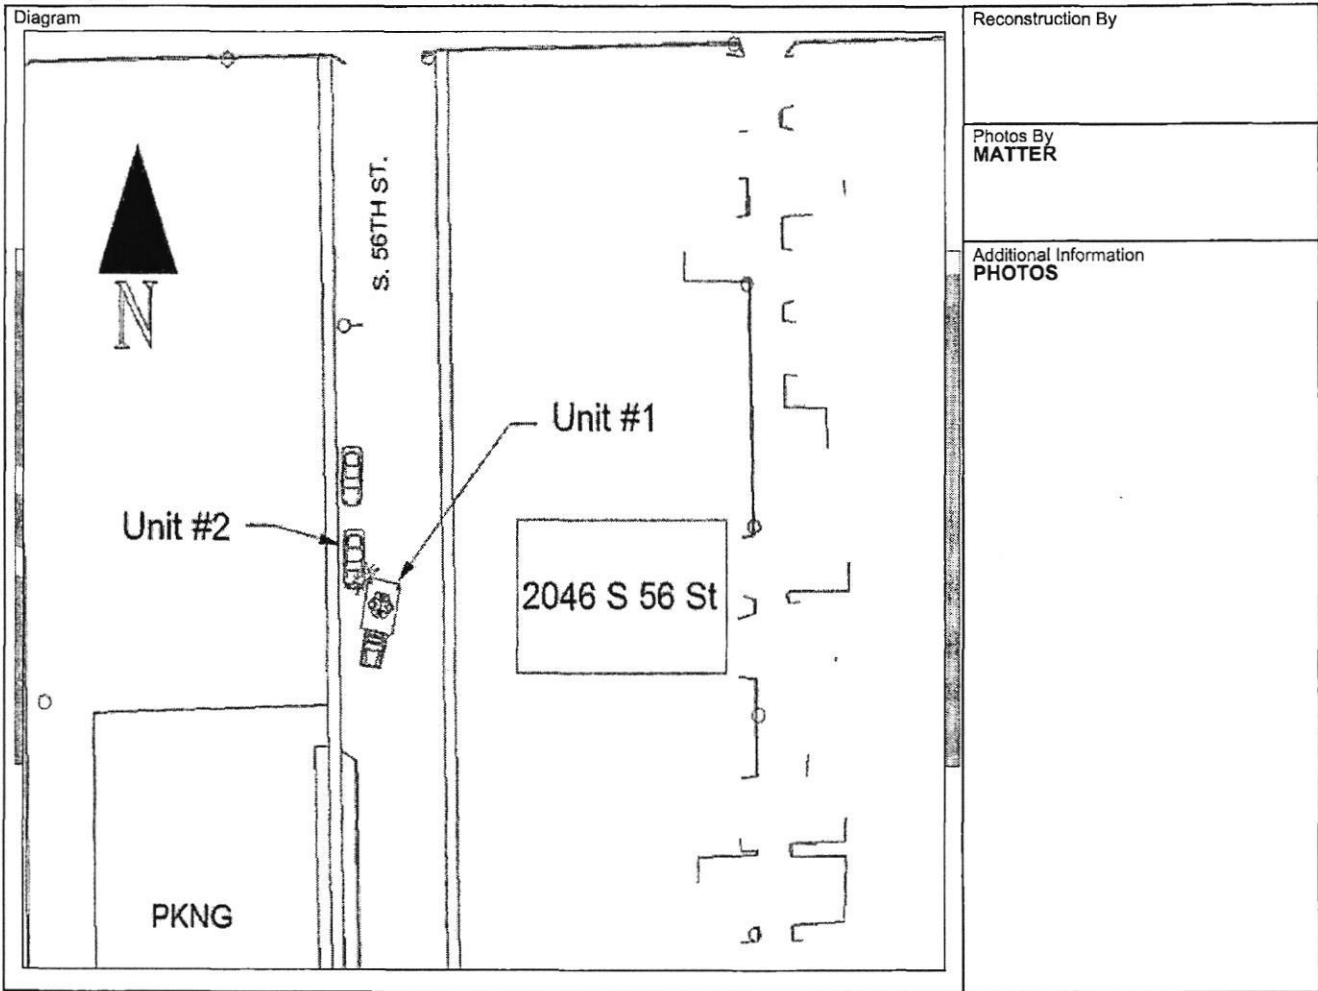 Diagram
Reconstruction By
Photos By
MATTER
Additional Information
PHOTOS
S. 56TH ST.
N
Unit #1
Unit #2
2046 S 56 St
PKNG